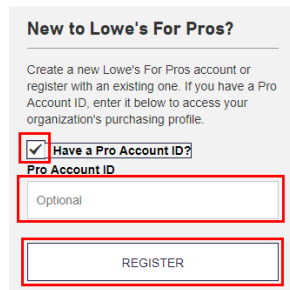 New to Lowe's For Pros?
Create a new Lowe's For Pros account or
register with an existing one. If you have a Pro
Account ID, enter it below to access your
organization's purchasing profile.
Have a Pro Account ID?
Pro Account ID
Optional
REGISTER